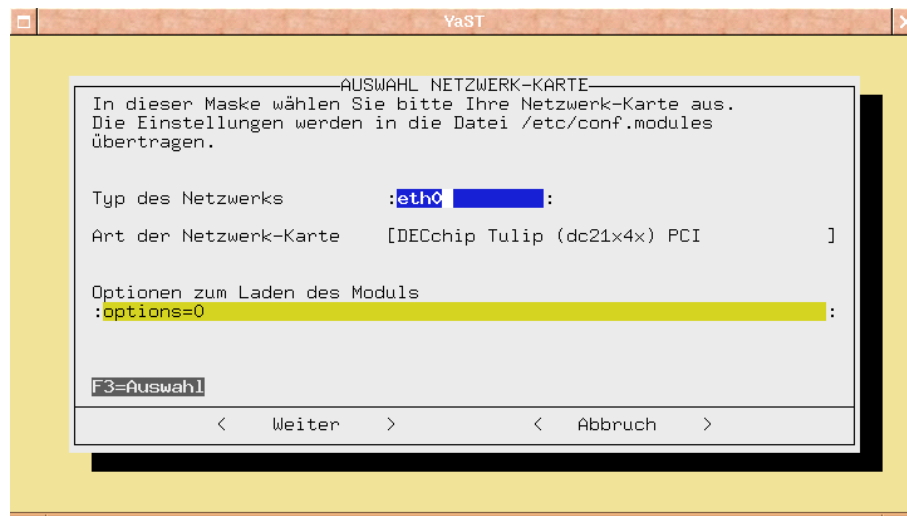 YaST
AUSWAHL NETZWERK-KARTE
In dieser Maske wählen Sie bitte Ihre Netzwerk-Karte aus.
Die Einstellungen werden in die Datei /etc/conf.modules
übertragen.
Typ des Netzwerks :eth0 :
Art der Netzwerk-Karte [DECchip Tulip (dc21x4x) PCI ]
Optionen zum Laden des Moduls
:options=0 :
F3=Auswahl
< Weiter > < Abbruch >